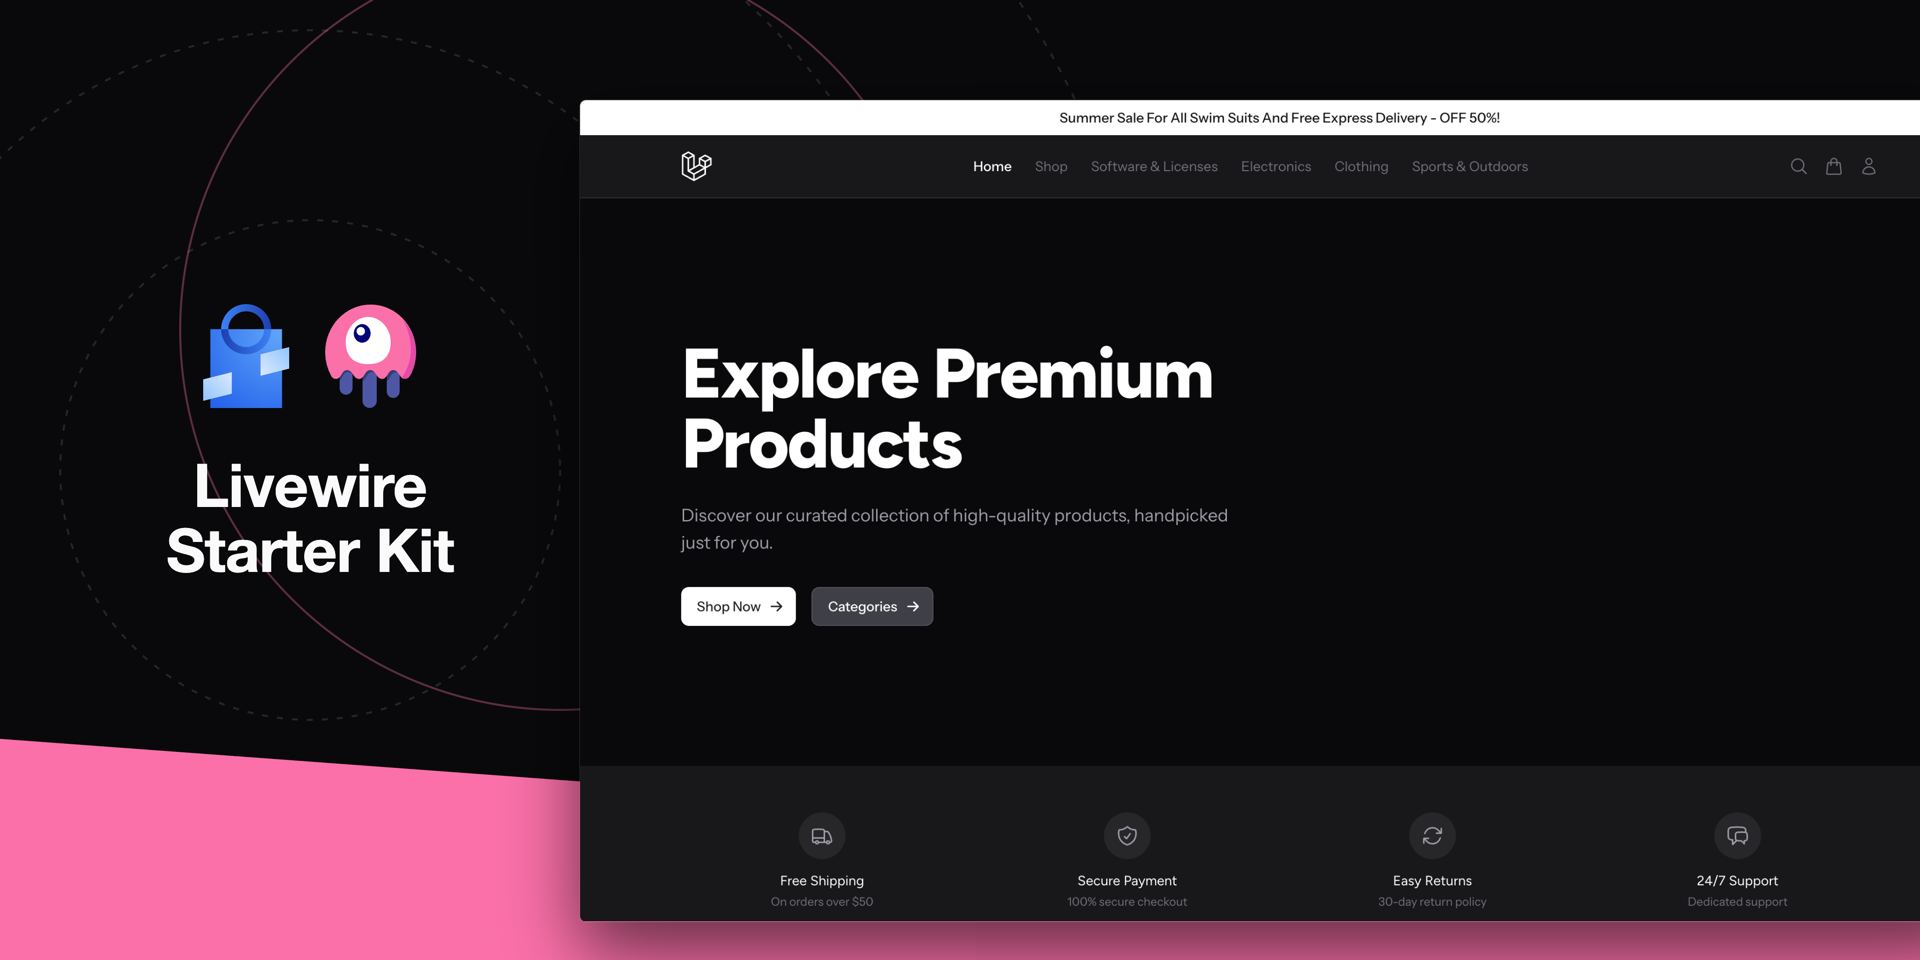 Livewire
Starter Kit
Summer Sale For All Swim Suits And Free Express Delivery - OFF 50%!
Home Shop Software & Licenses Electronics Clothing Sports & Outdoors
Explore Premium
Products
Discover our curated collection of high-quality products, handpicked
just for you.
Shop Now → Categories →
Free Shipping Secure Payment Easy Returns 24/7 Support
On orders over $50 100% secure checkout 30-day return policy Dedicated support